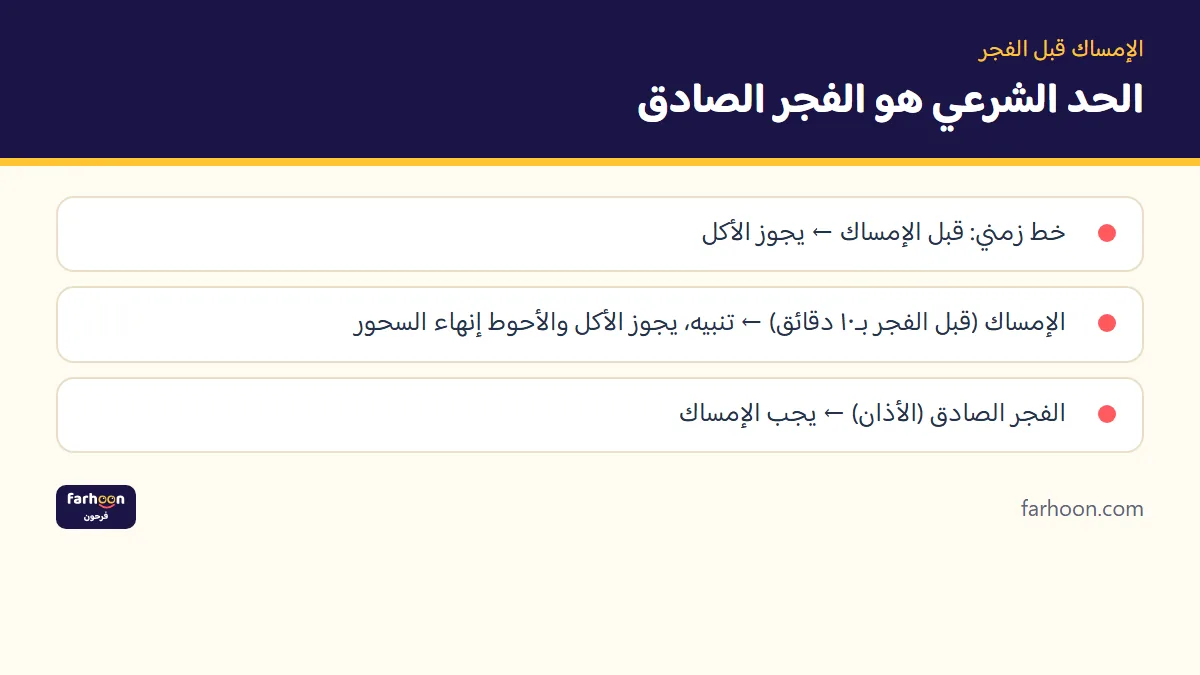 الإمساك قبل الفجر
الحد الشرعي هو الفجر الصادق
خط زمني: قبل الإمساك ← يجوز الأكل
الإمساك (قبل الفجر بـ١٠ دقائق) ← تنبيه، يجوز الأكل والأحوط إنهاء السحور
الفجر الصادق (الأذان) ← يجب الإمساك
farhoon.com
farhoon
فرحون